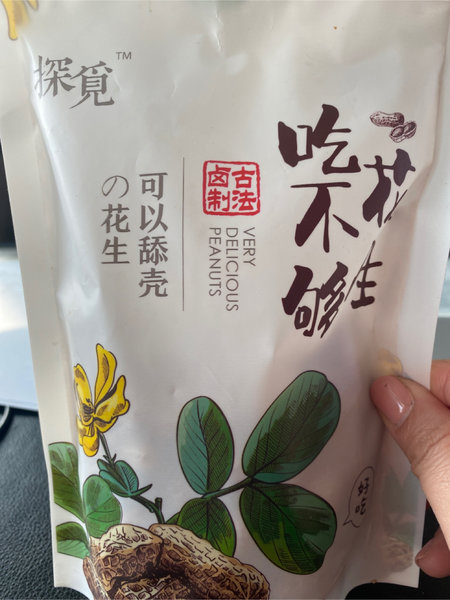 探觅™
花生
吃不够
古法
卤制
VERY
DELICIOUS
PEANUTS
可以舔壳
の花生
好吃